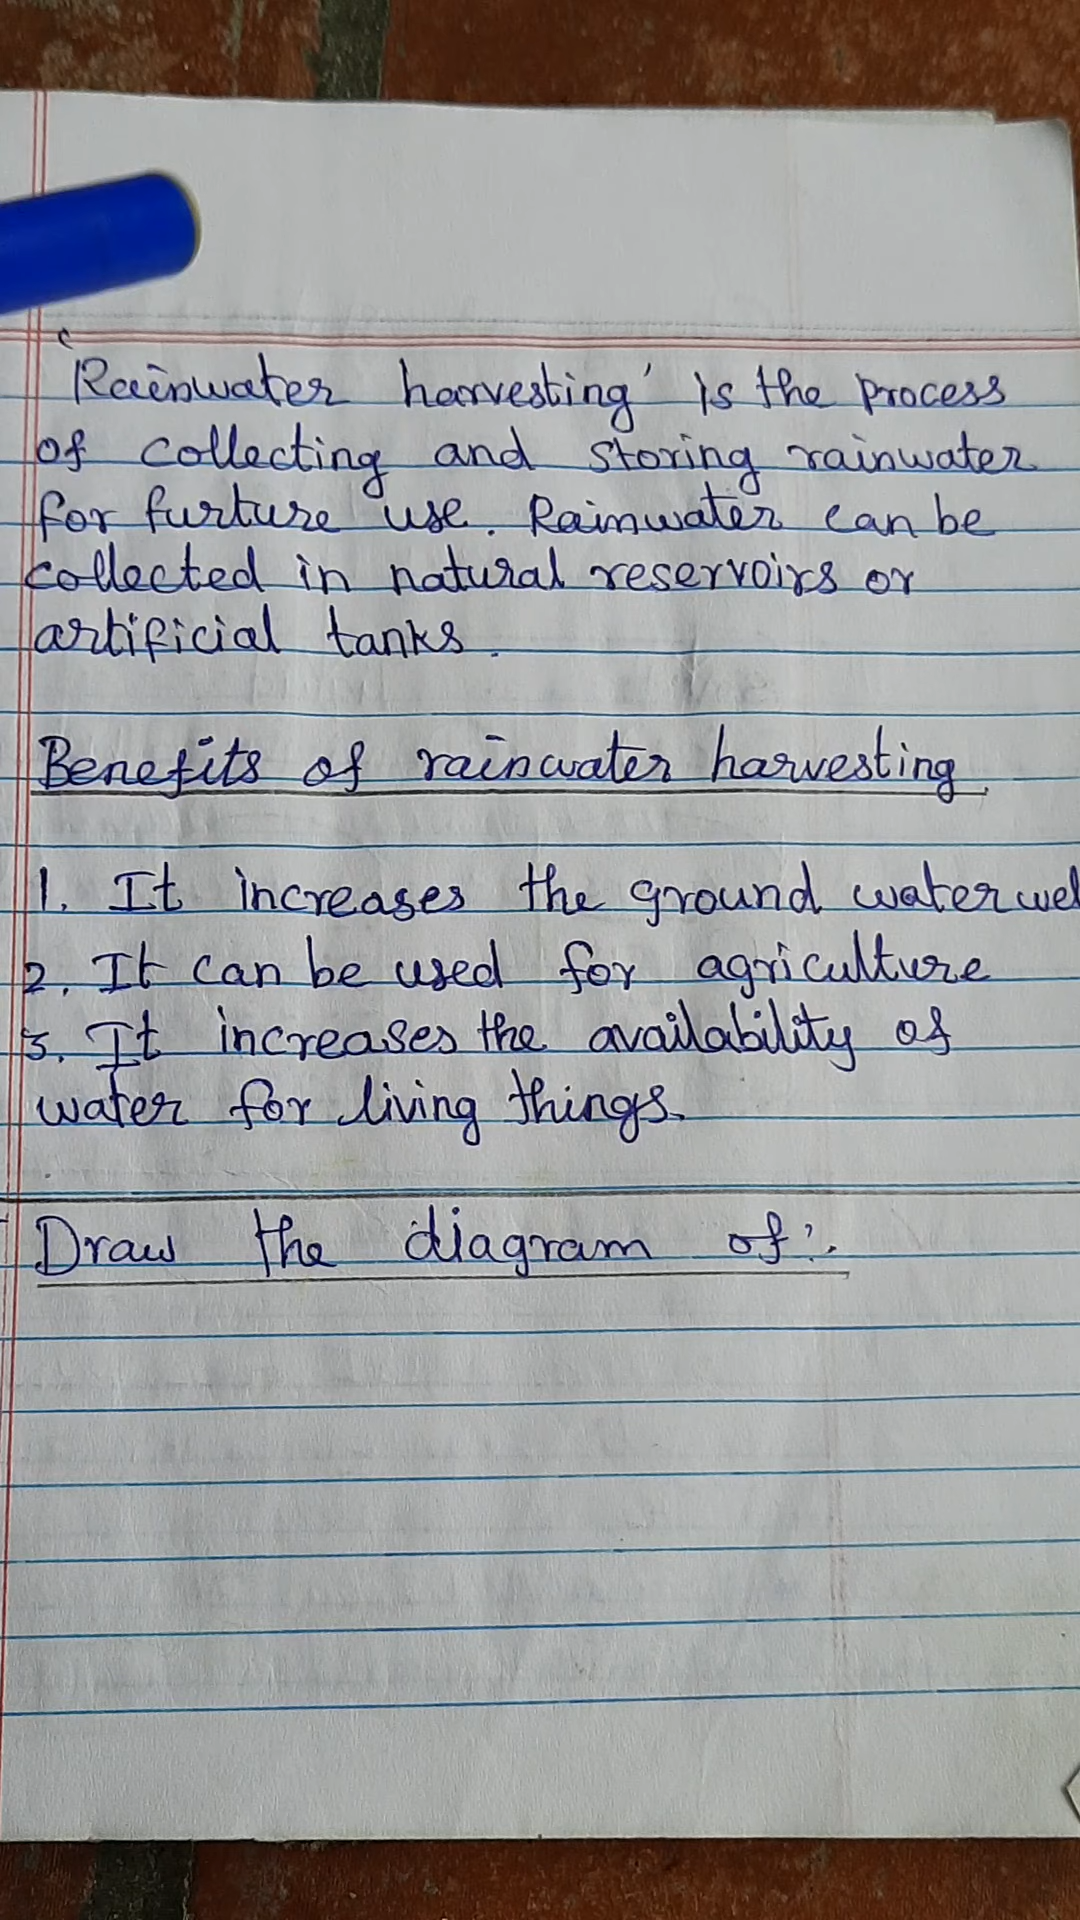 'Rainwater harvesting' is the process
of collecting and storing rainwater
for furture use. Rainwater can be
collected in natural reservoirs or
artificial tanks.
Benefits of rainwater harvesting
1. It increases the ground water
2. It can be used for agriculture
3. It increases the availability of
water for living things.
Draw the diagram of: